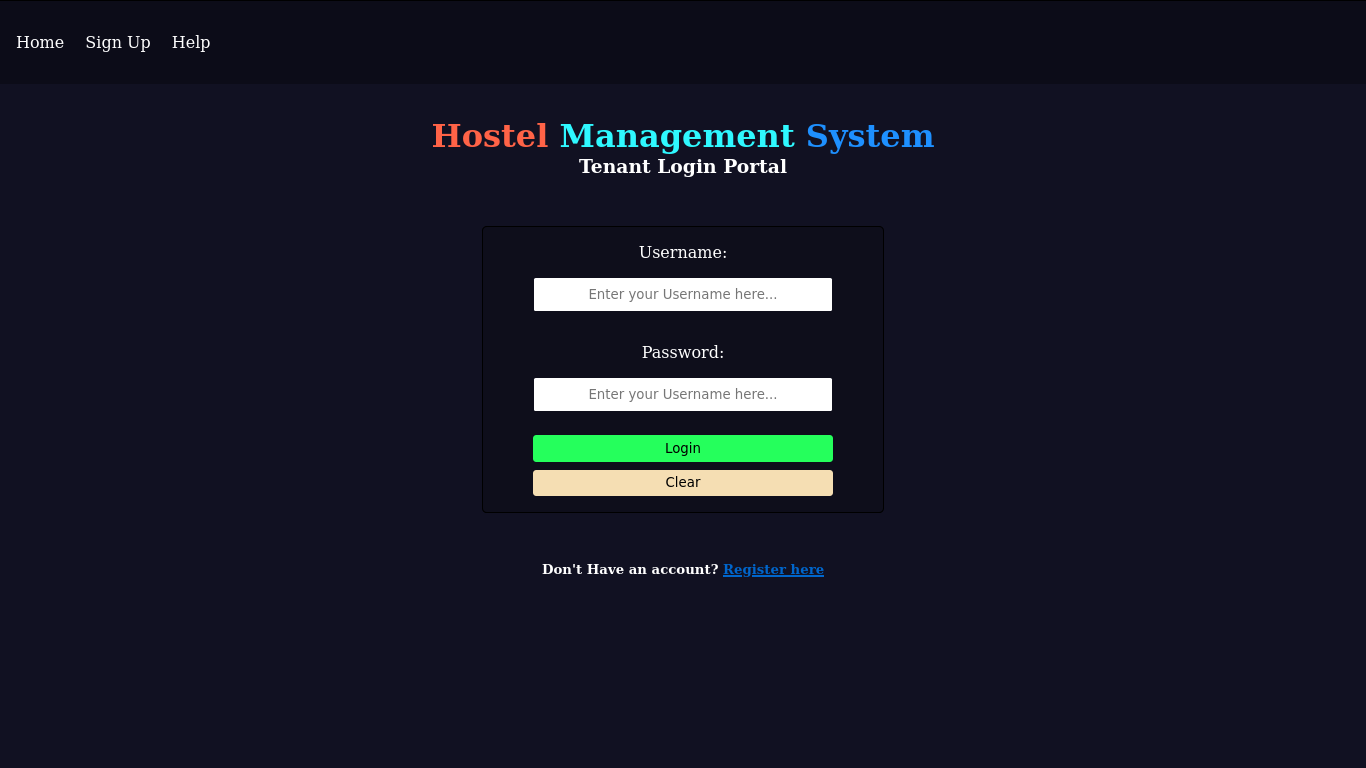 Home Sign Up Help
Hostel Management System
Tenant Login Portal
Username:
Enter your Username here...
Password:
Enter your Username here...
Login
Clear
Don't Have an account? Register here